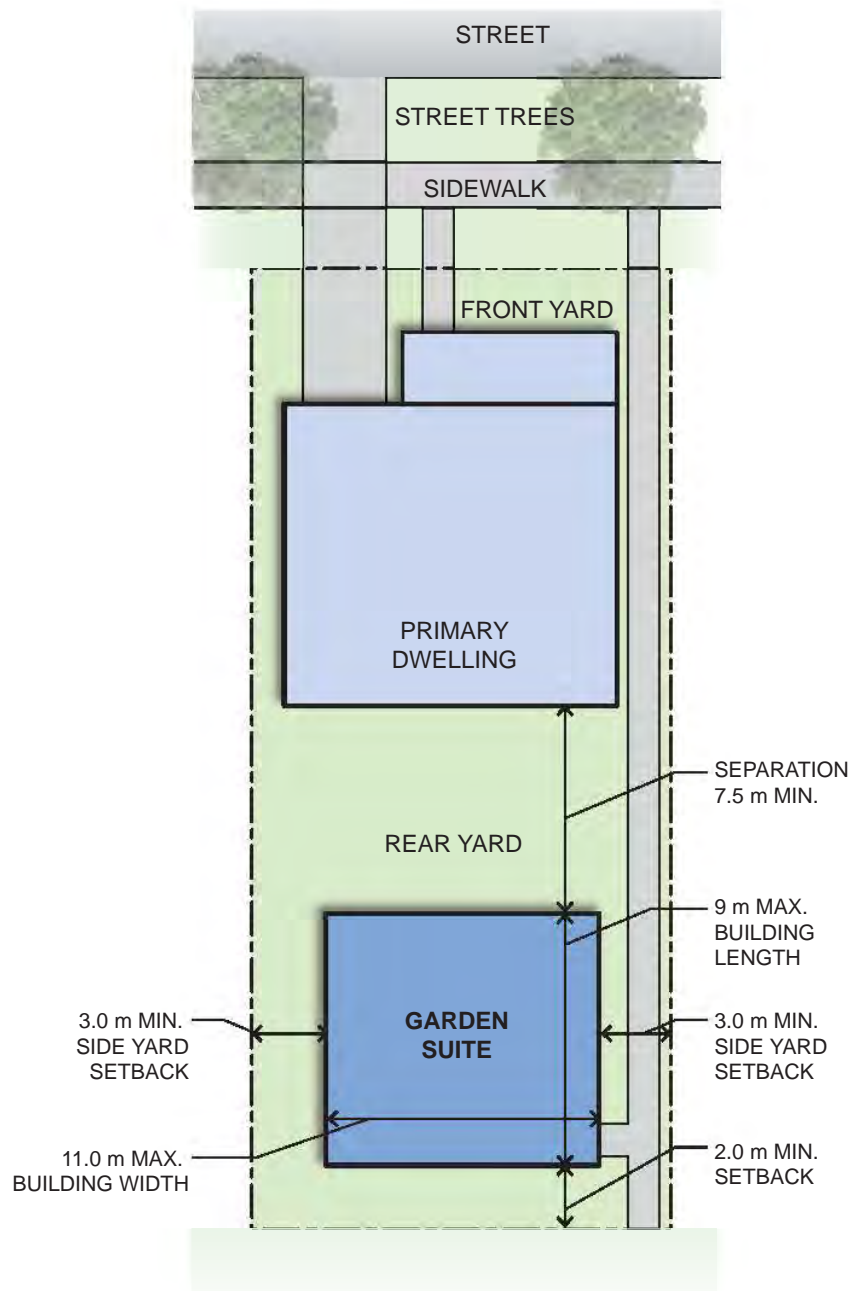 STREET
STREET TREES
SIDEWALK
FRONT YARD
PRIMARY
DWELLING
SEPARATION
7.5 m MIN.
REAR YARD
9 m MAX.
BUILDING
LENGTH
3.0 m MIN.
SIDE YARD
SETBACK
GARDEN
SUITE
3.0 m MIN.
SIDE YARD
SETBACK
11.0 m MAX.
BUILDING WIDTH
2.0 m MIN.
SETBACK